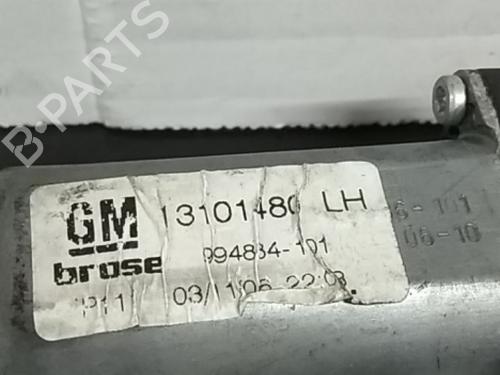 B-PARTS
GM 13101480 LH
brose 994834-101
P11 03/11/06 22:03
6-101
06-10